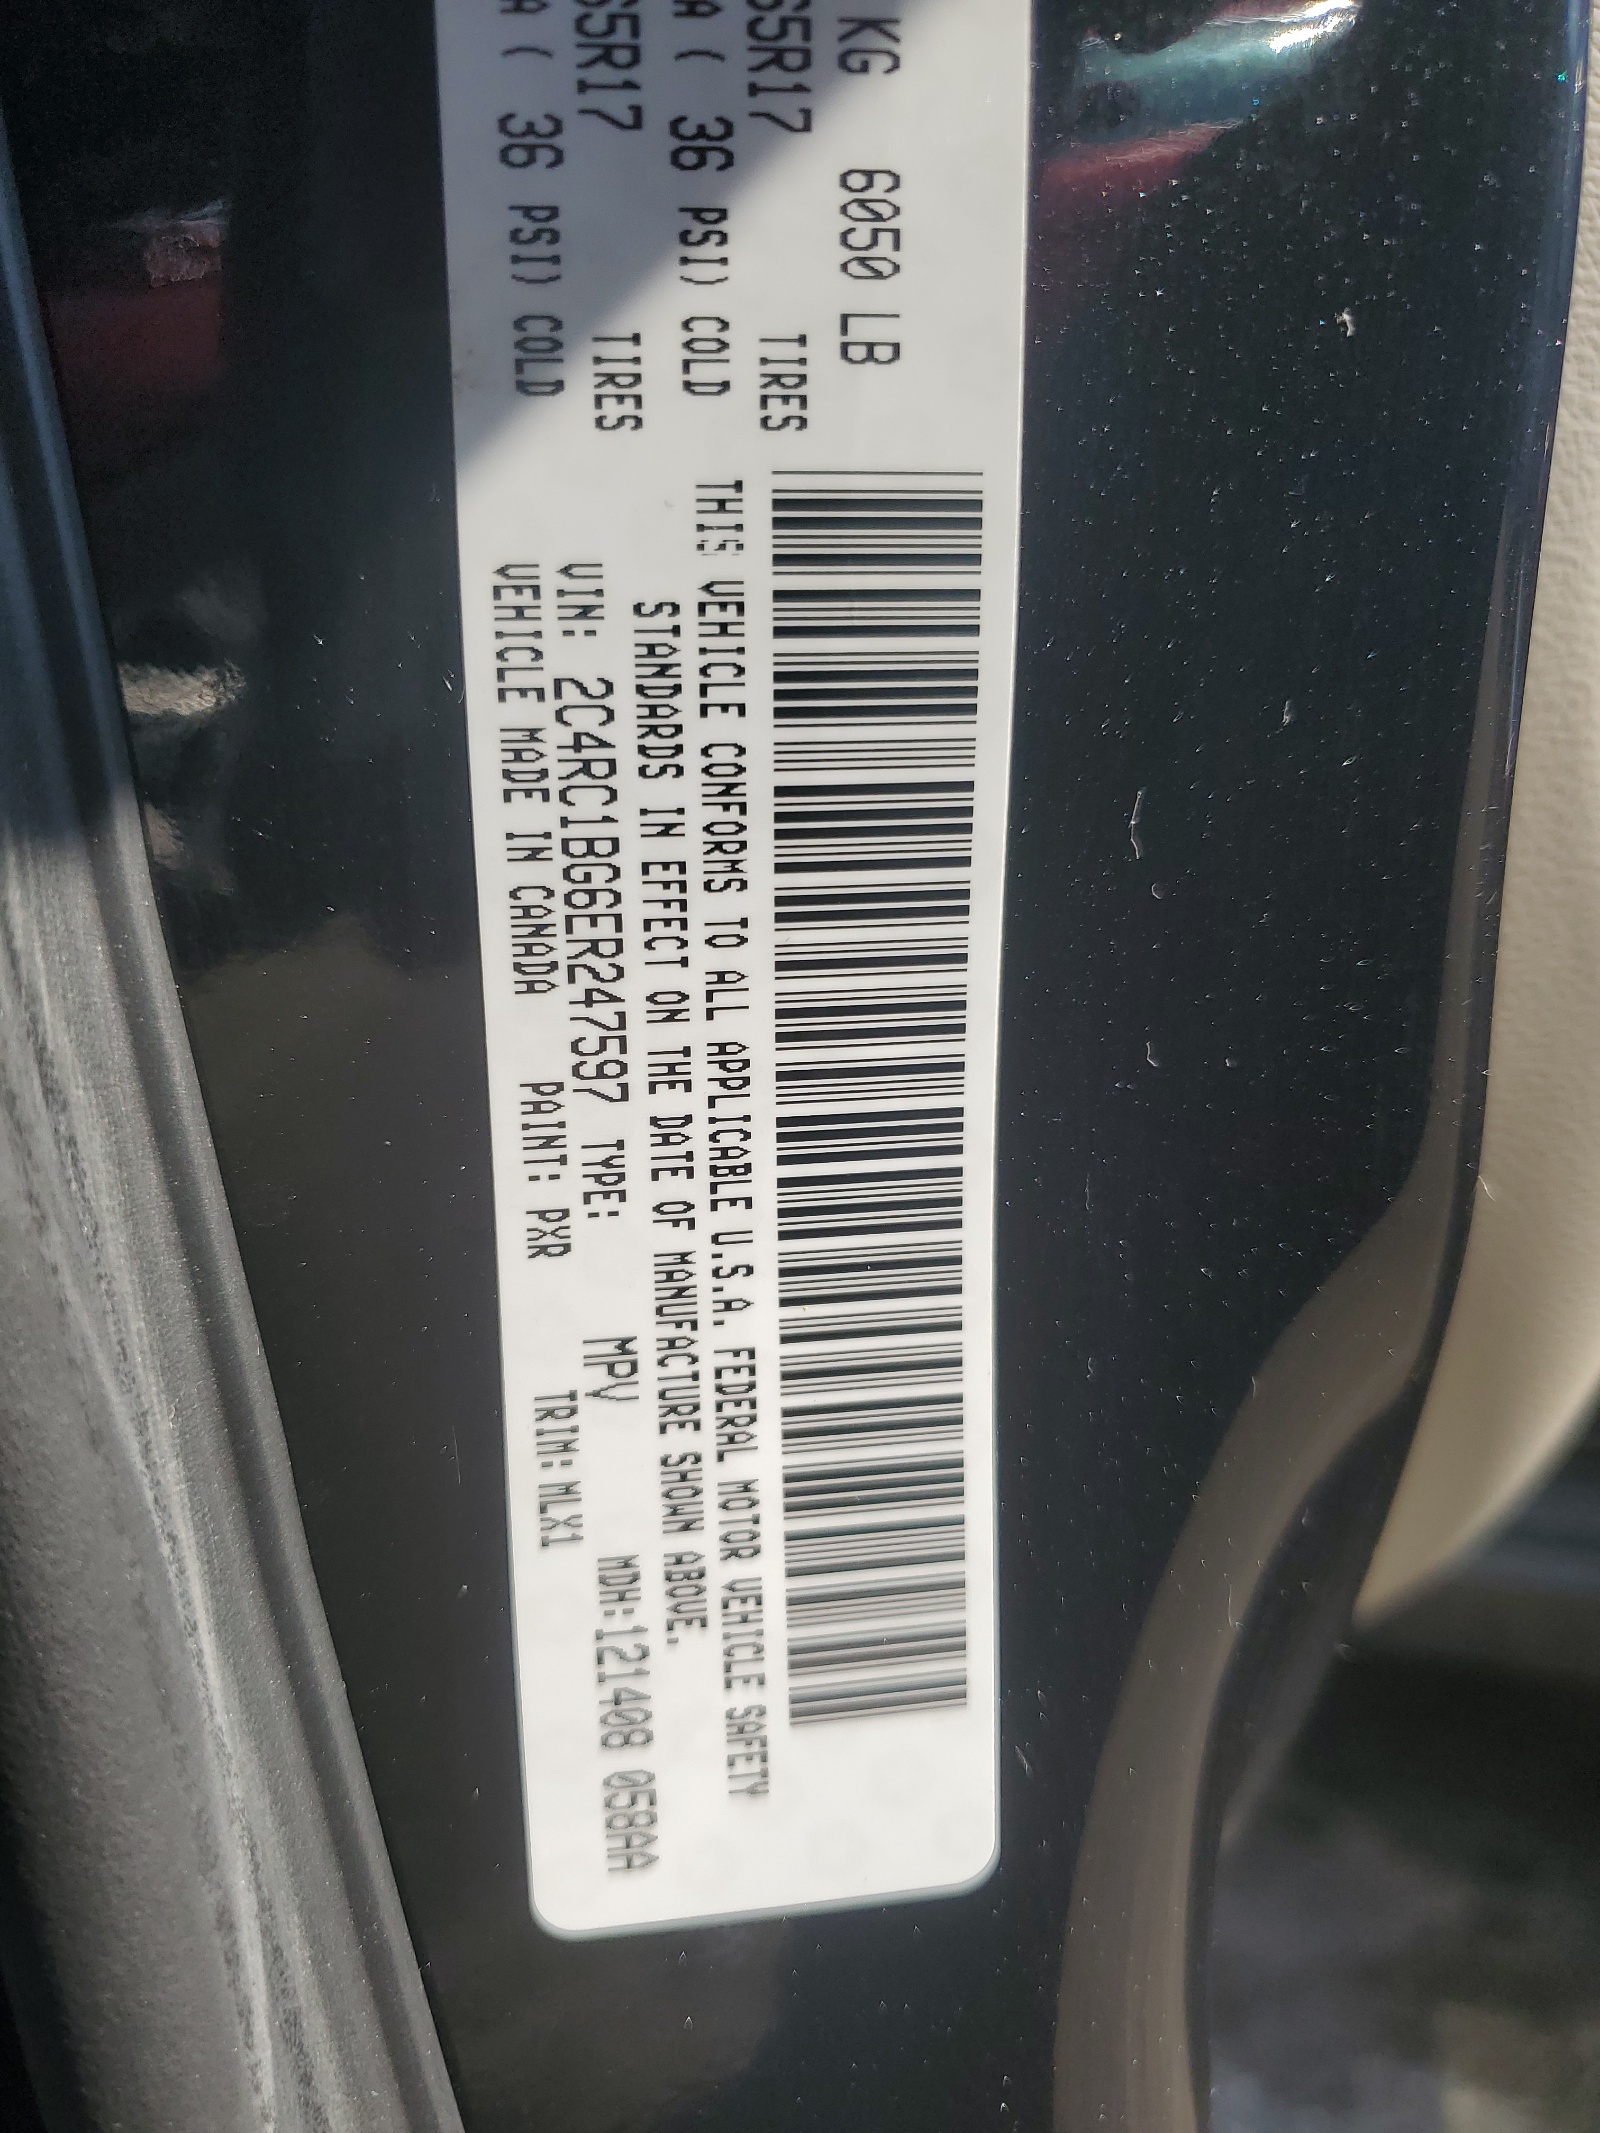 KG 6050 LB
65R17 TIRES
A ( 36 PSI) COLD
65R17 TIRES
A ( 36 PSI) COLD
THIS VEHICLE CONFORMS TO ALL APPLICABLE U.S.A. FEDERAL MOTOR VEHICLE SAFETY
STANDARDS IN EFFECT ON THE DATE OF MANUFACTURE SHOWN ABOVE.
VIN: 2C4RC1BG6ER247597 TYPE: MPV MDH:121408 058AA
VEHICLE MADE IN CANADA PAINT: PXR TRIM: MLX1